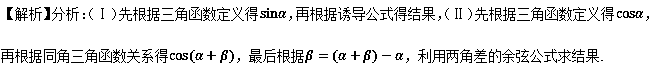 【解析】分析：（Ⅰ）先根据三角函数定义得sinα，再根据诱导公式得结果，（Ⅱ）先根据三角函数定义得cosα，
再根据同角三角函数关系得cos(α + β)，最后根据β = (α + β) − α，利用两角差的余弦公式求结果.